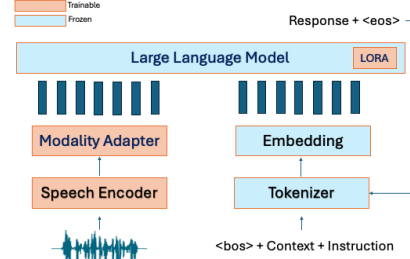 Trainable
Frozen
Response + <eos>
Large Language Model
LORA
Modality Adapter
Embedding
Speech Encoder
Tokenizer
<bos> + Context + Instruction